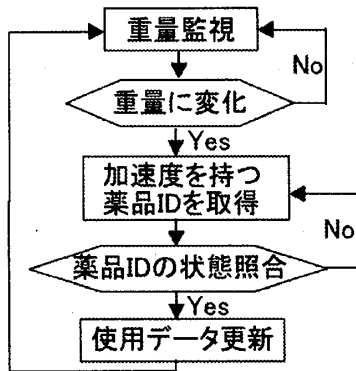 重量監視
No
重量に変化
Yes
加速度を持つ
薬品IDを取得
No
薬品IDの状態照合
Yes
使用データ更新